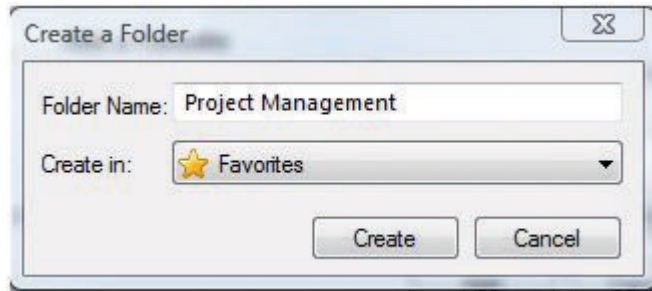 Create a Folder
Folder Name: Project Management
Create in: Favorites
Create Cancel